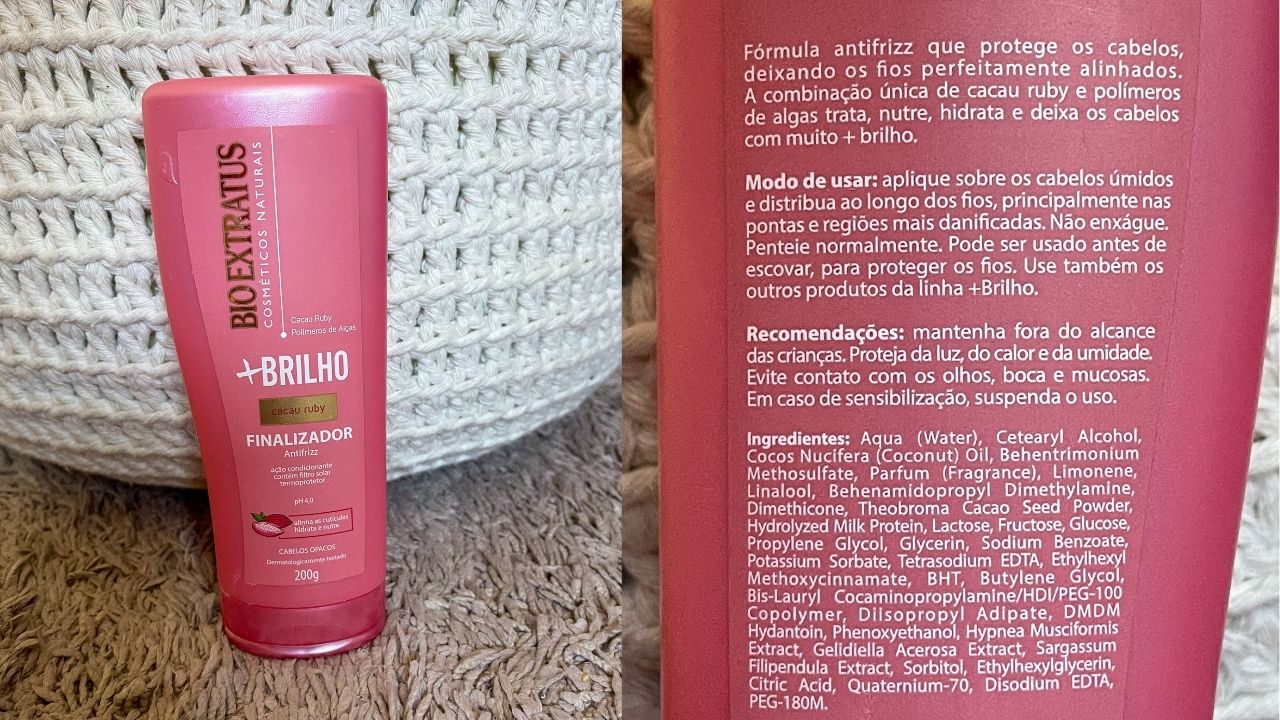 BIO EXTRATUS
COSMÉTICOS NATURAIS
Cacau Ruby
Polímeros de Algas
+BRILHO
cacau ruby
FINALIZADOR
Antifrizz
ação condicionante
contém filtro solar
termoprotetor
pH 4,0
alinha as cutículas
hidrata e nutre
CABELOS OPACOS
Dermatologicamente testado
200g
Fórmula antifrizz que protege os cabelos,
deixando os fios perfeitamente alinhados.
A combinação única de cacau ruby e polímeros
de algas trata, nutre, hidrata e deixa os cabelos
com muito + brilho.
Modo de usar: aplique sobre os cabelos úmidos
e distribua ao longo dos fios, principalmente nas
pontas e regiões mais danificadas. Não enxágue.
Penteie normalmente. Pode ser usado antes de
escovar, para proteger os fios. Use também os
outros produtos da linha +Brilho.
Recomendações: mantenha fora do alcance
das crianças. Proteja da luz, do calor e da umidade.
Evite contato com os olhos, boca e mucosas.
Em caso de sensibilização, suspenda o uso.
Ingredientes: Aqua (Water), Cetearyl Alcohol,
Cocos Nucifera (Coconut) Oil, Behentrimonium
Methosulfate, Parfum (Fragrance), Limonene,
Linalool, Behenamidopropyl Dimethylamine,
Dimethicone, Theobroma Cacao Seed Powder,
Hydrolyzed Milk Protein, Lactose, Fructose, Glucose,
Propylene Glycol, Glycerin, Sodium Benzoate,
Potassium Sorbate, Tetrasodium EDTA, Ethylhexyl
Methoxycinnamate, BHT, Butylene Glycol,
Bis-Lauryl Cocaminopropylamine/HDI/PEG-100
Copolymer, Diisopropyl Adipate, DMDM
Hydantoin, Phenoxyethanol, Hypnea Musciformis
Extract, Gelidiella Acerosa Extract, Sargassum
Filipendula Extract, Sorbitol, Ethylhexylglycerin,
Citric Acid, Quaternium-70, Disodium EDTA,
PEG-180M.